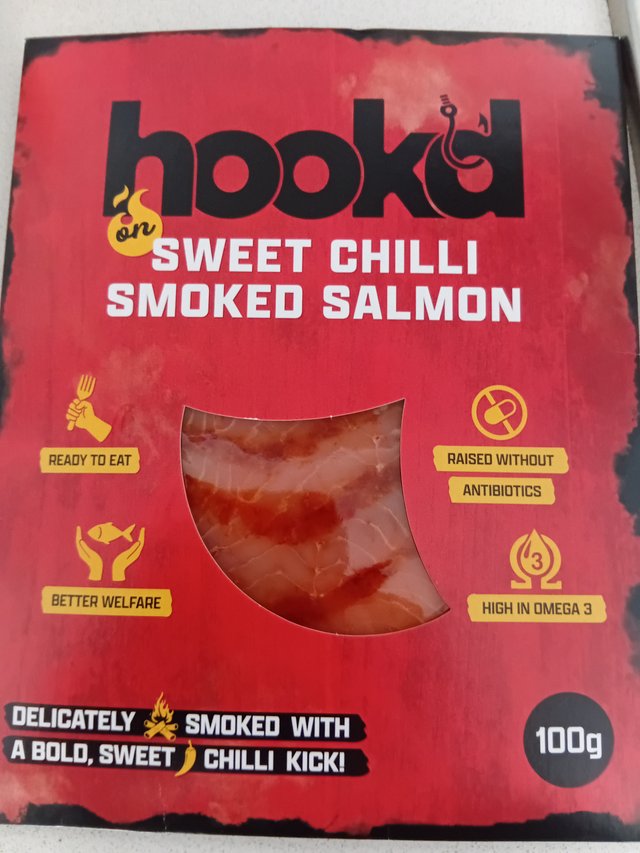 hook'd
on
SWEET CHILLI
SMOKED SALMON
READY TO EAT
RAISED WITHOUT
ANTIBIOTICS
BETTER WELFARE
3
HIGH IN OMEGA 3
DELICATELY SMOKED WITH
A BOLD, SWEET CHILLI KICK!
100g